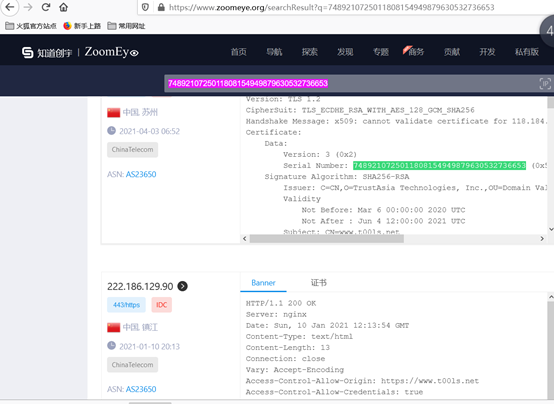 https://www.zoomeye.org/searchResult?q=74892107250118081549498796305327​36653
火狐官方站点 新手上路 常用网址
4
知道创宇 | ZoomEye
首页 导航 探索 发现 专题 商务 贡献 开发 私有版
74892107250118081549498796305327​36653
中国, 苏州
2021-04-03 06:52
ChinaTelecom
ASN: AS23650
Version: TLS 1.2
CipherSuit: TLS_ECDHE_RSA_WITH_AES_128_GCM_SHA256
Handshake Message: x509: cannot validate certificate for 118.184.
Certificate:
Data:
Version: 3 (0x2)
Serial Number: 74892107250118081549498796305327​36653 (0x5
Signature Algorithm: SHA256-RSA
Issuer: C=CN,O=TrustAsia Technologies, Inc.,OU=Domain Val
Validity
Not Before: Mar 6 00:00:00 2020 UTC
Not After : Jun 4 12:00:00 2021 UTC
Subject: CN=www.t00ls.net
222.186.129.90
443/https IDC
中国, 镇江
2021-01-10 20:13
ChinaTelecom
ASN: AS23650
Banner 证书
HTTP/1.1 200 OK
Server: nginx
Date: Sun, 10 Jan 2021 12:13:54 GMT
Content-Type: text/html
Content-Length: 13
Connection: close
Vary: Accept-Encoding
Access-Control-Allow-Origin: https://www.t00ls.net
Access-Control-Allow-Credentials: true